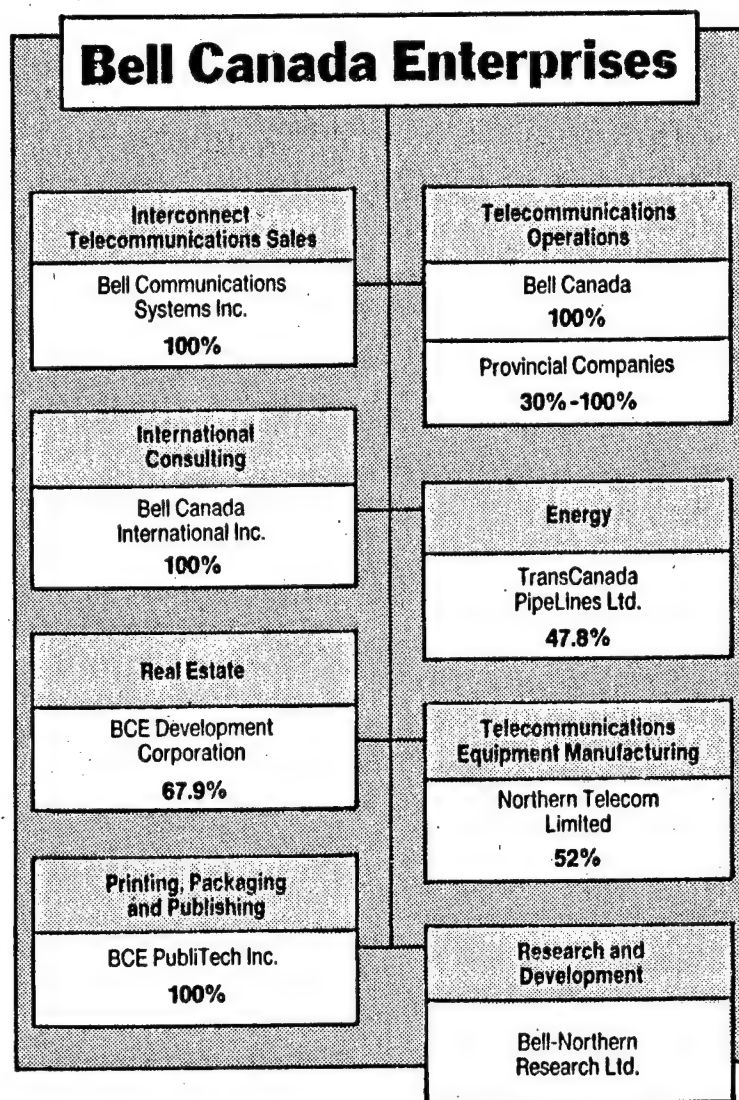 Bell Canada Enterprises
Interconnect
Telecommunications Sales
Bell Communications
Systems Inc.
100%
Telecommunications
Operations
Bell Canada
100%
Provincial Companies
30%-100%
International
Consulting
Bell Canada
International Inc.
100%
Energy
TransCanada
PipeLines Ltd.
47.8%
Real Estate
BCE Development
Corporation
67.9%
Telecommunications
Equipment Manufacturing
Northern Telecom
Limited
52%
Printing, Packaging
and Publishing
BCE PubliTech Inc.
100%
Research and
Development
Bell-Northern
Research Ltd.